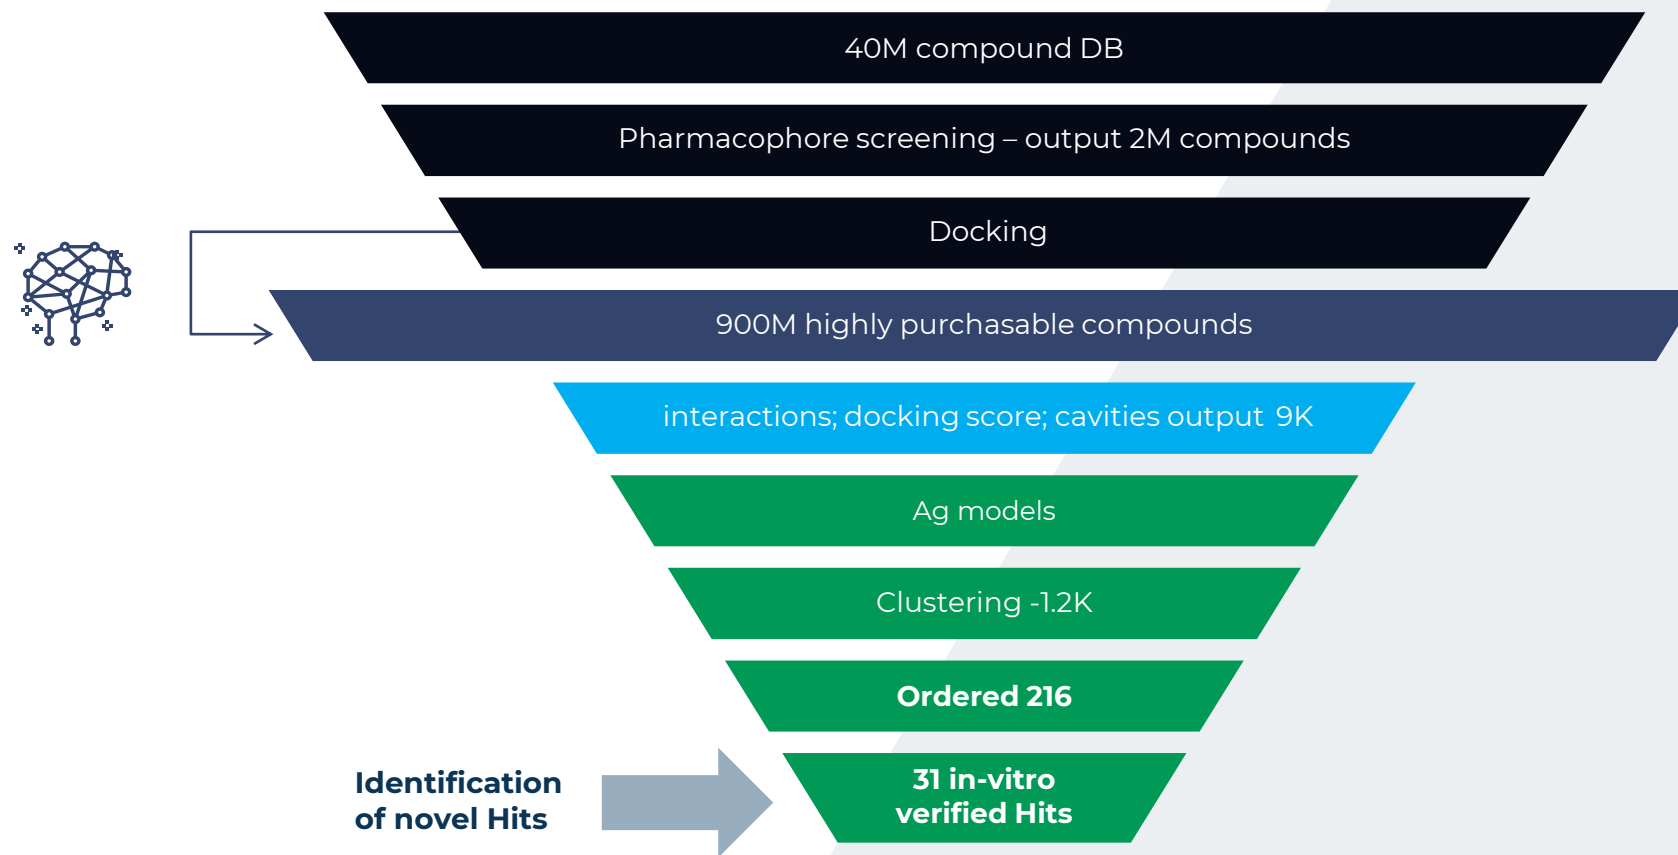 40M compound DB
Pharmacophore screening – output 2M compounds
Docking
900M highly purchasable compounds
interactions; docking score; cavities output 9K
Ag models
Clustering -1.2K
Ordered 216
Identification
of novel Hits
31 in-vitro
verified Hits